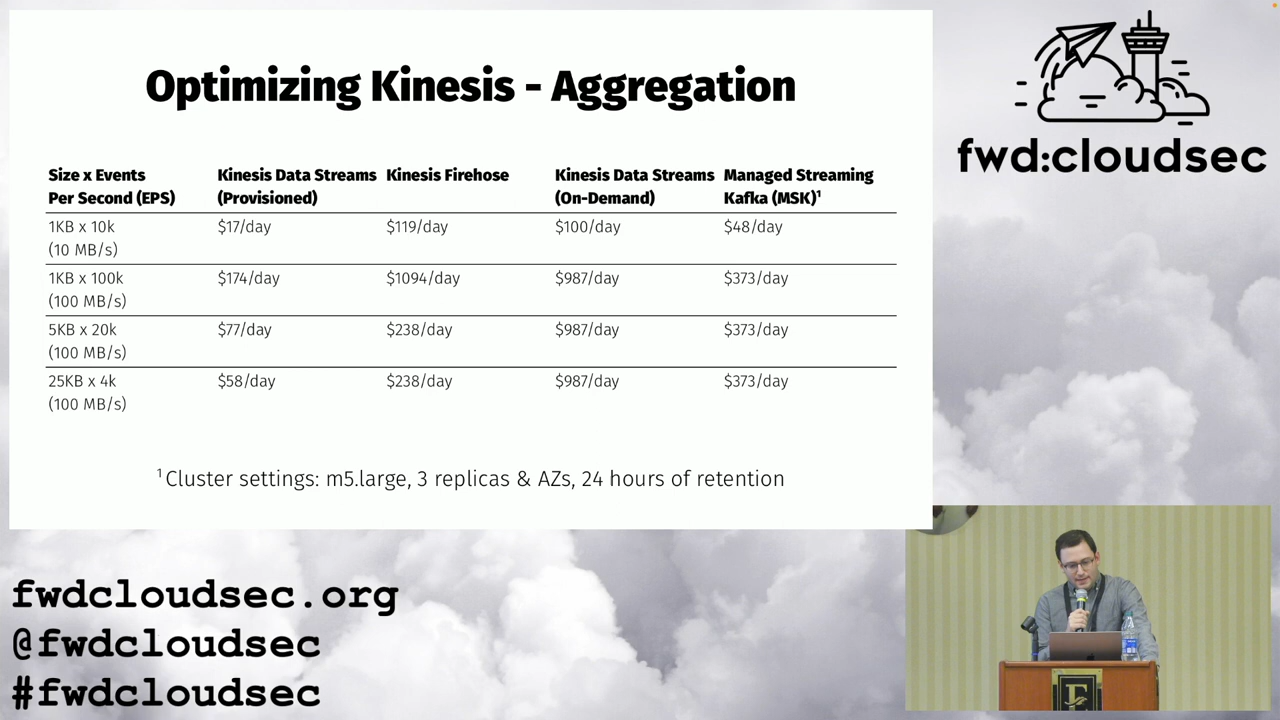 Optimizing Kinesis - Aggregation
Size x Events Per Second (EPS) Kinesis Data Streams (Provisioned) Kinesis Firehose Kinesis Data Streams (On-Demand) Managed Streaming Kafka (MSK)¹
1KB x 10k (10 MB/s) $17/day $119/day $100/day $48/day
1KB x 100k (100 MB/s) $174/day $1094/day $987/day $373/day
5KB x 20k (100 MB/s) $77/day $238/day $987/day $373/day
25KB x 4k (100 MB/s) $58/day $238/day $987/day $373/day
¹ Cluster settings: m5.large, 3 replicas & AZs, 24 hours of retention
fwd:cloudsec
fwdcloudsec.org
@fwdcloudsec
#fwdcloudsec
E